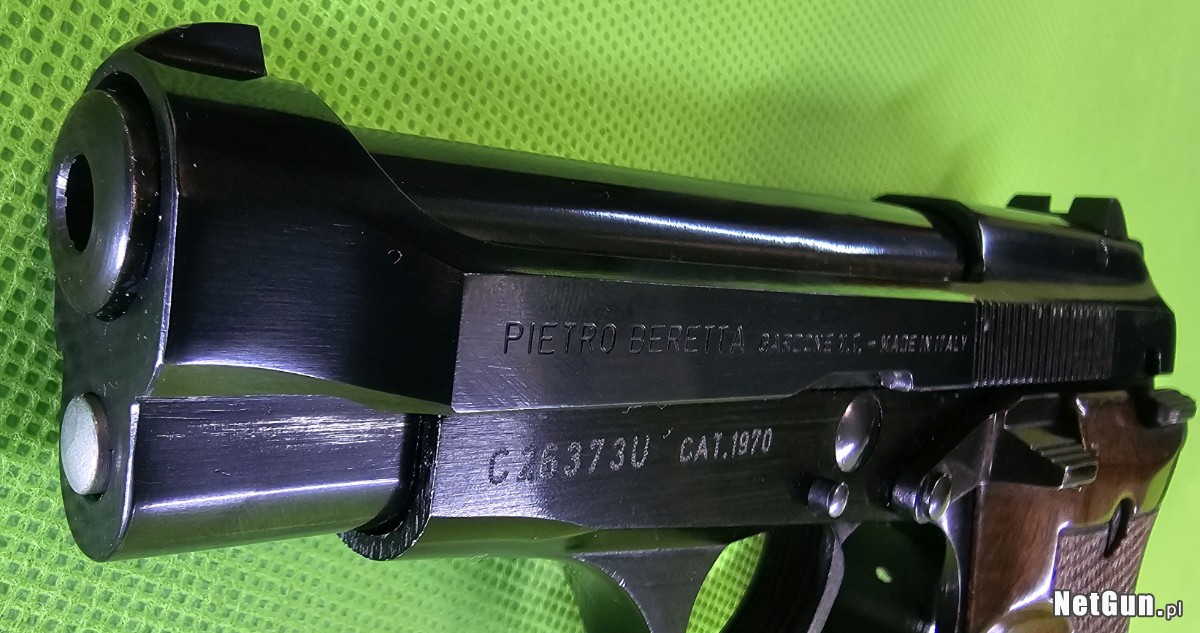 PIETRO BERETTA GARDONE V.T. - MADE IN ITALY
C26373U CAT.1970
NetGun.pl